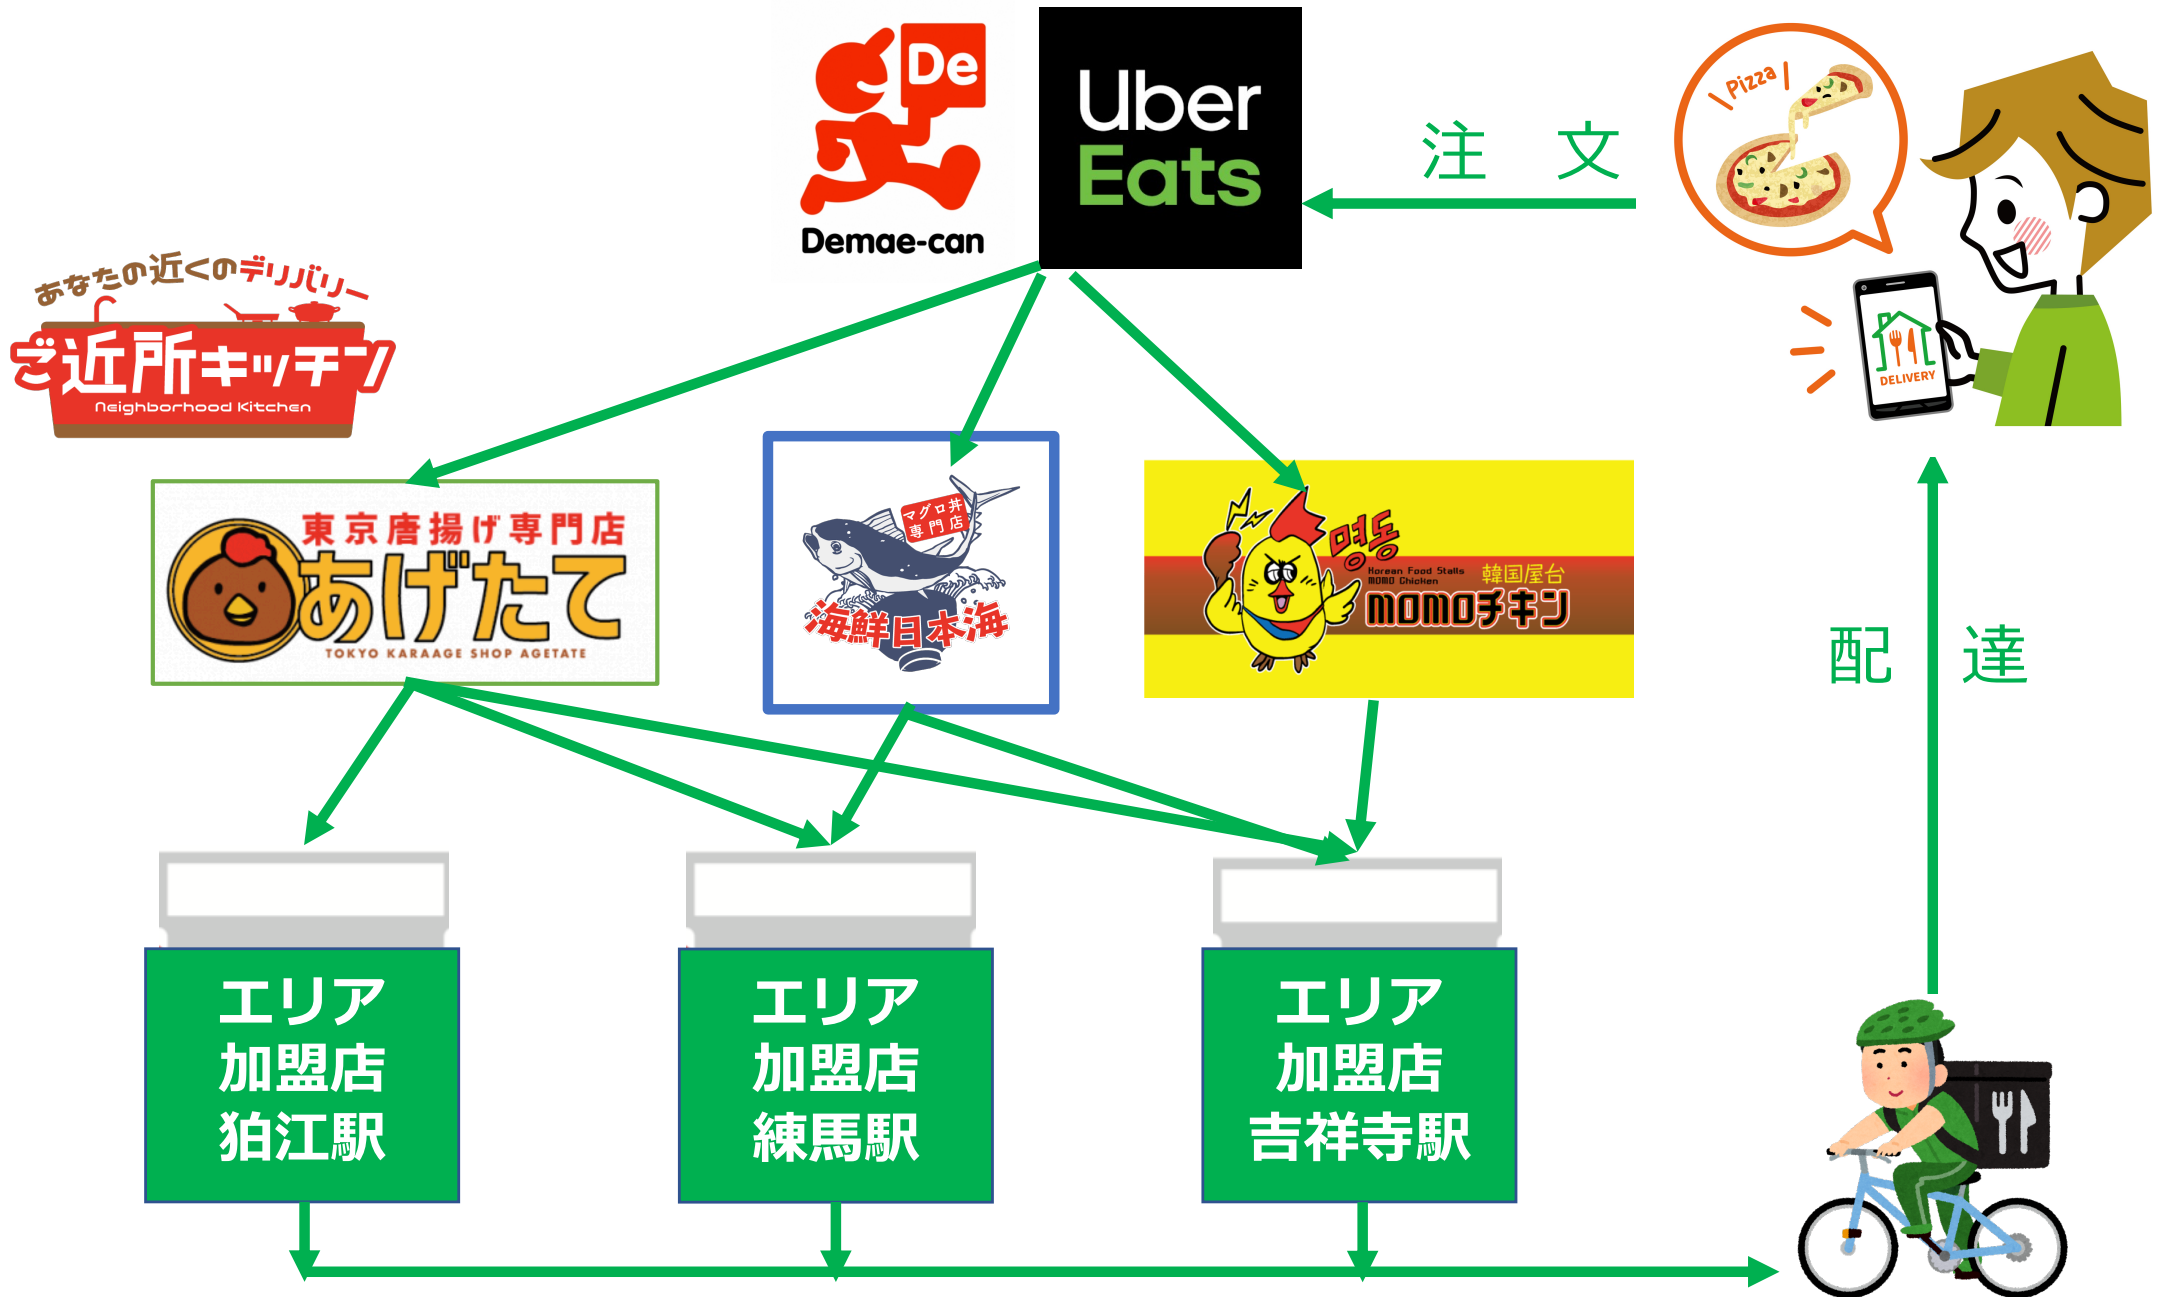 De
Demae-can
Uber
Eats
注 文
Pizza
DELIVERY
あなたの近くのデリバリー
ご近所キッチン
Neighborhood Kitchen
東京唐揚げ専門店
あげたて
TOKYO KARAAGE SHOP AGETATE
マグロ丼
専門店
海鮮日本海
명동
Korean Food Stalls
MOMO Chicken
韓国屋台
momoチキン
配 達
エリア
加盟店
狛江駅
エリア
加盟店
練馬駅
エリア
加盟店
吉祥寺駅